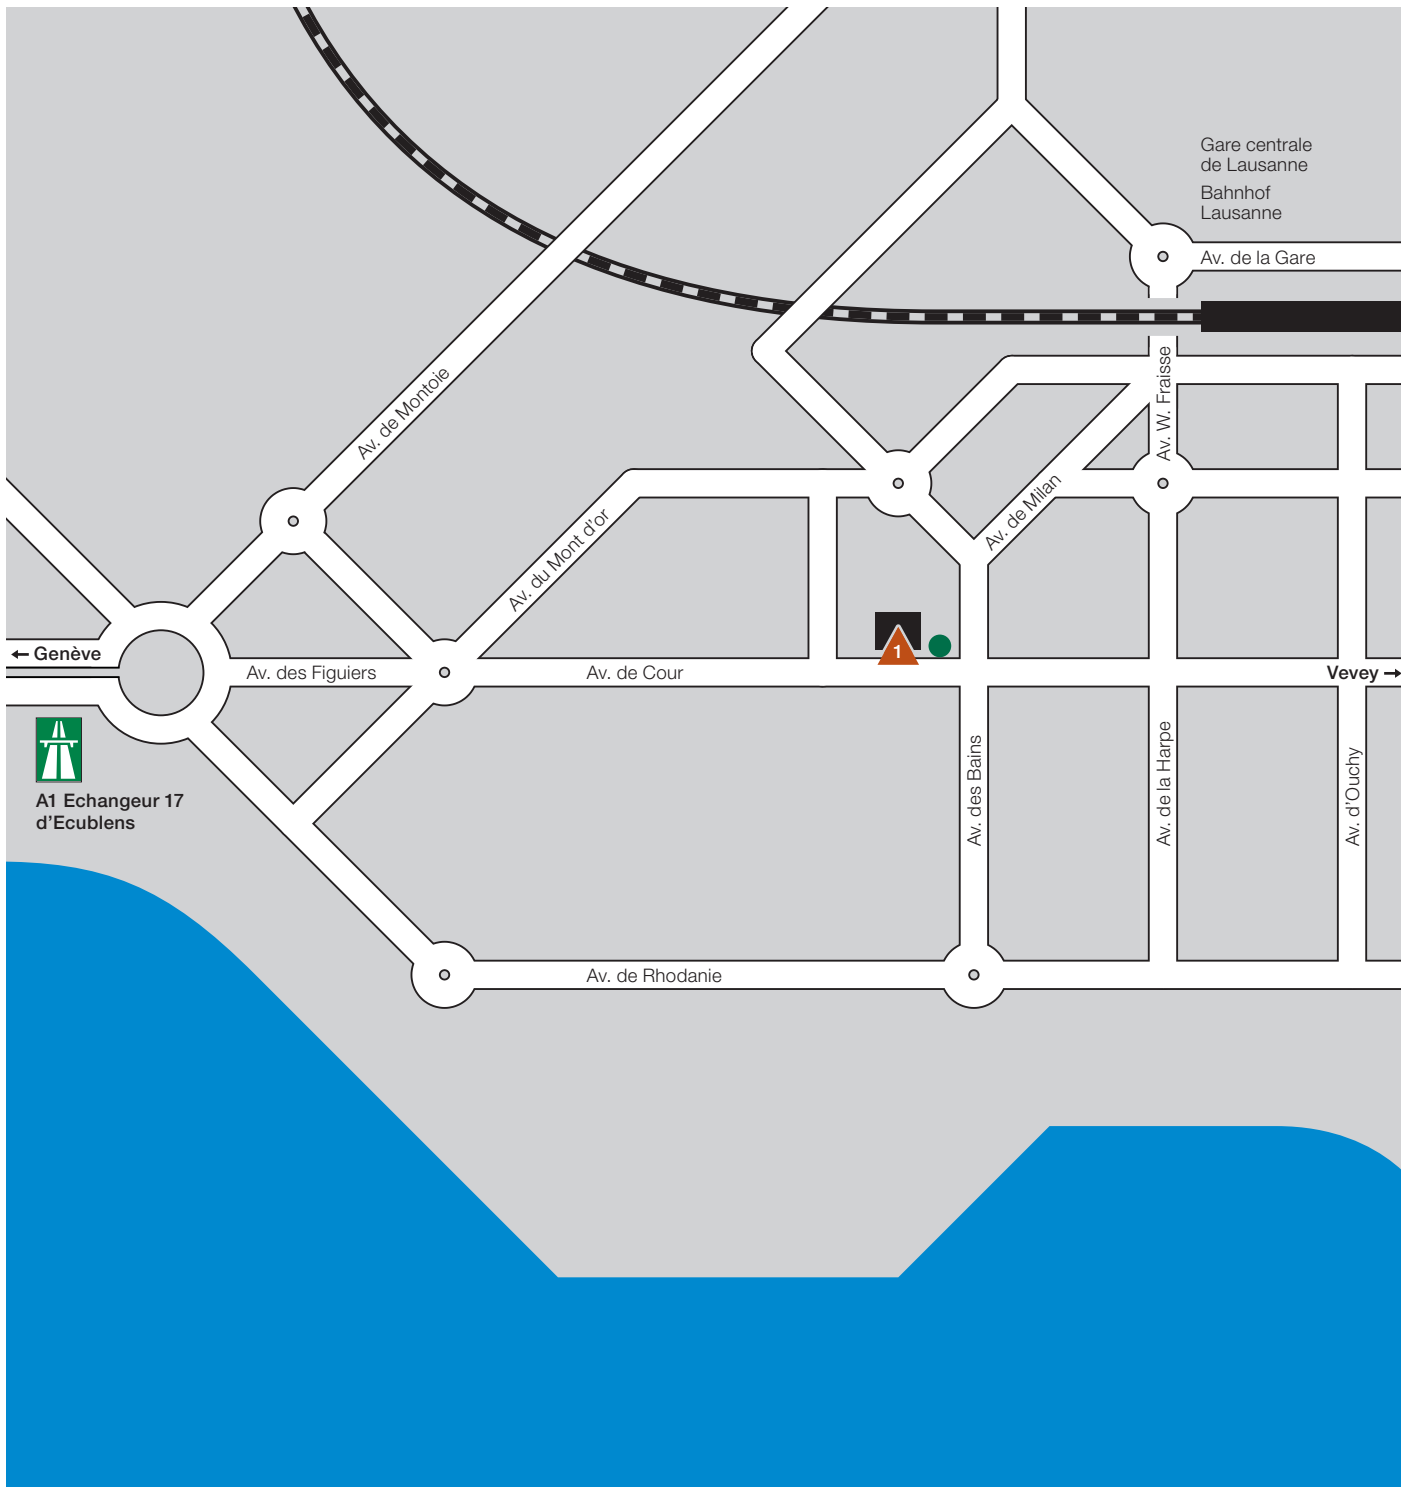 Gare centrale
de Lausanne
Bahnhof
Lausanne
Av. de la Gare
Av. W. Fraisse
Av. de Montoie
Av. de Milan
Av. du Mont d'or
1
← Genève
Av. des Figuiers
Av. de Cour
Vevey →
A1 Echangeur 17
d'Ecublens
Av. des Bains
Av. de la Harpe
Av. d'Ouchy
Av. de Rhodanie